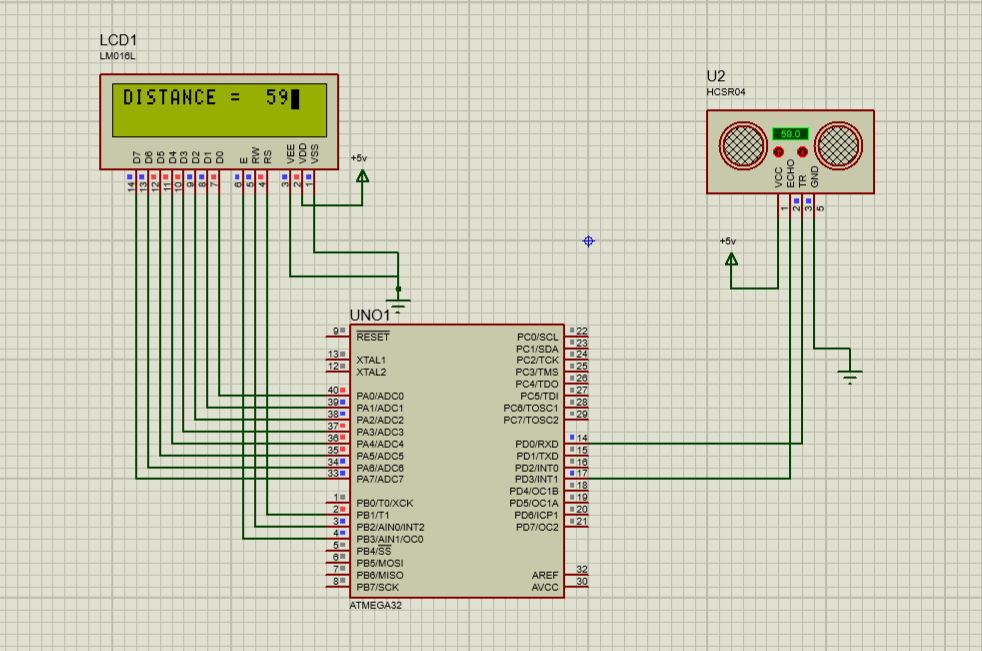 LCD1
LM016L
DISTANCE = 59
D7 D6 D5 D4 D3 D2 D1 D0 E RW RS VEE VDD VSS
14 13 12 11 10 9 8 7 6 5 4 3 2 1
+5v
U2
HCSR04
59.0
VCC ECHO TR GND
1 2 3 5
+5v
UNO1
9 RESET
13 XTAL1
12 XTAL2
40 PA0/ADC0
39 PA1/ADC1
38 PA2/ADC2
37 PA3/ADC3
36 PA4/ADC4
35 PA5/ADC5
34 PA6/ADC6
33 PA7/ADC7
1 PB0/T0/XCK
2 PB1/T1
3 PB2/AIN0/INT2
4 PB3/AIN1/OC0
5 PB4/SS
6 PB5/MOSI
7 PB6/MISO
8 PB7/SCK
PC0/SCL 22
PC1/SDA 23
PC2/TCK 24
PC3/TMS 25
PC4/TDO 26
PC5/TDI 27
PC6/TOSC1 28
PC7/TOSC2 29
PD0/RXD 14
PD1/TXD 15
PD2/INT0 16
PD3/INT1 17
PD4/OC1B 18
PD5/OC1A 19
PD6/ICP1 20
PD7/OC2 21
AREF 32
AVCC 30
ATMEGA32